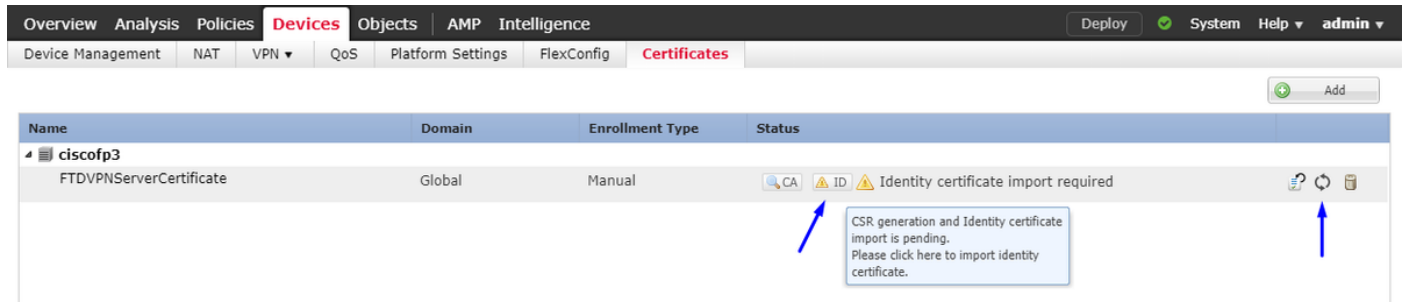 Overview Analysis Policies Devices Objects AMP Intelligence Deploy System Help admin
Device Management NAT VPN QoS Platform Settings FlexConfig Certificates
Add
Name Domain Enrollment Type Status
ciscofp3
FTDVPNServerCertificate Global Manual CA ID Identity certificate import required
CSR generation and Identity certificate
import is pending.
Please click here to import identity
certificate.